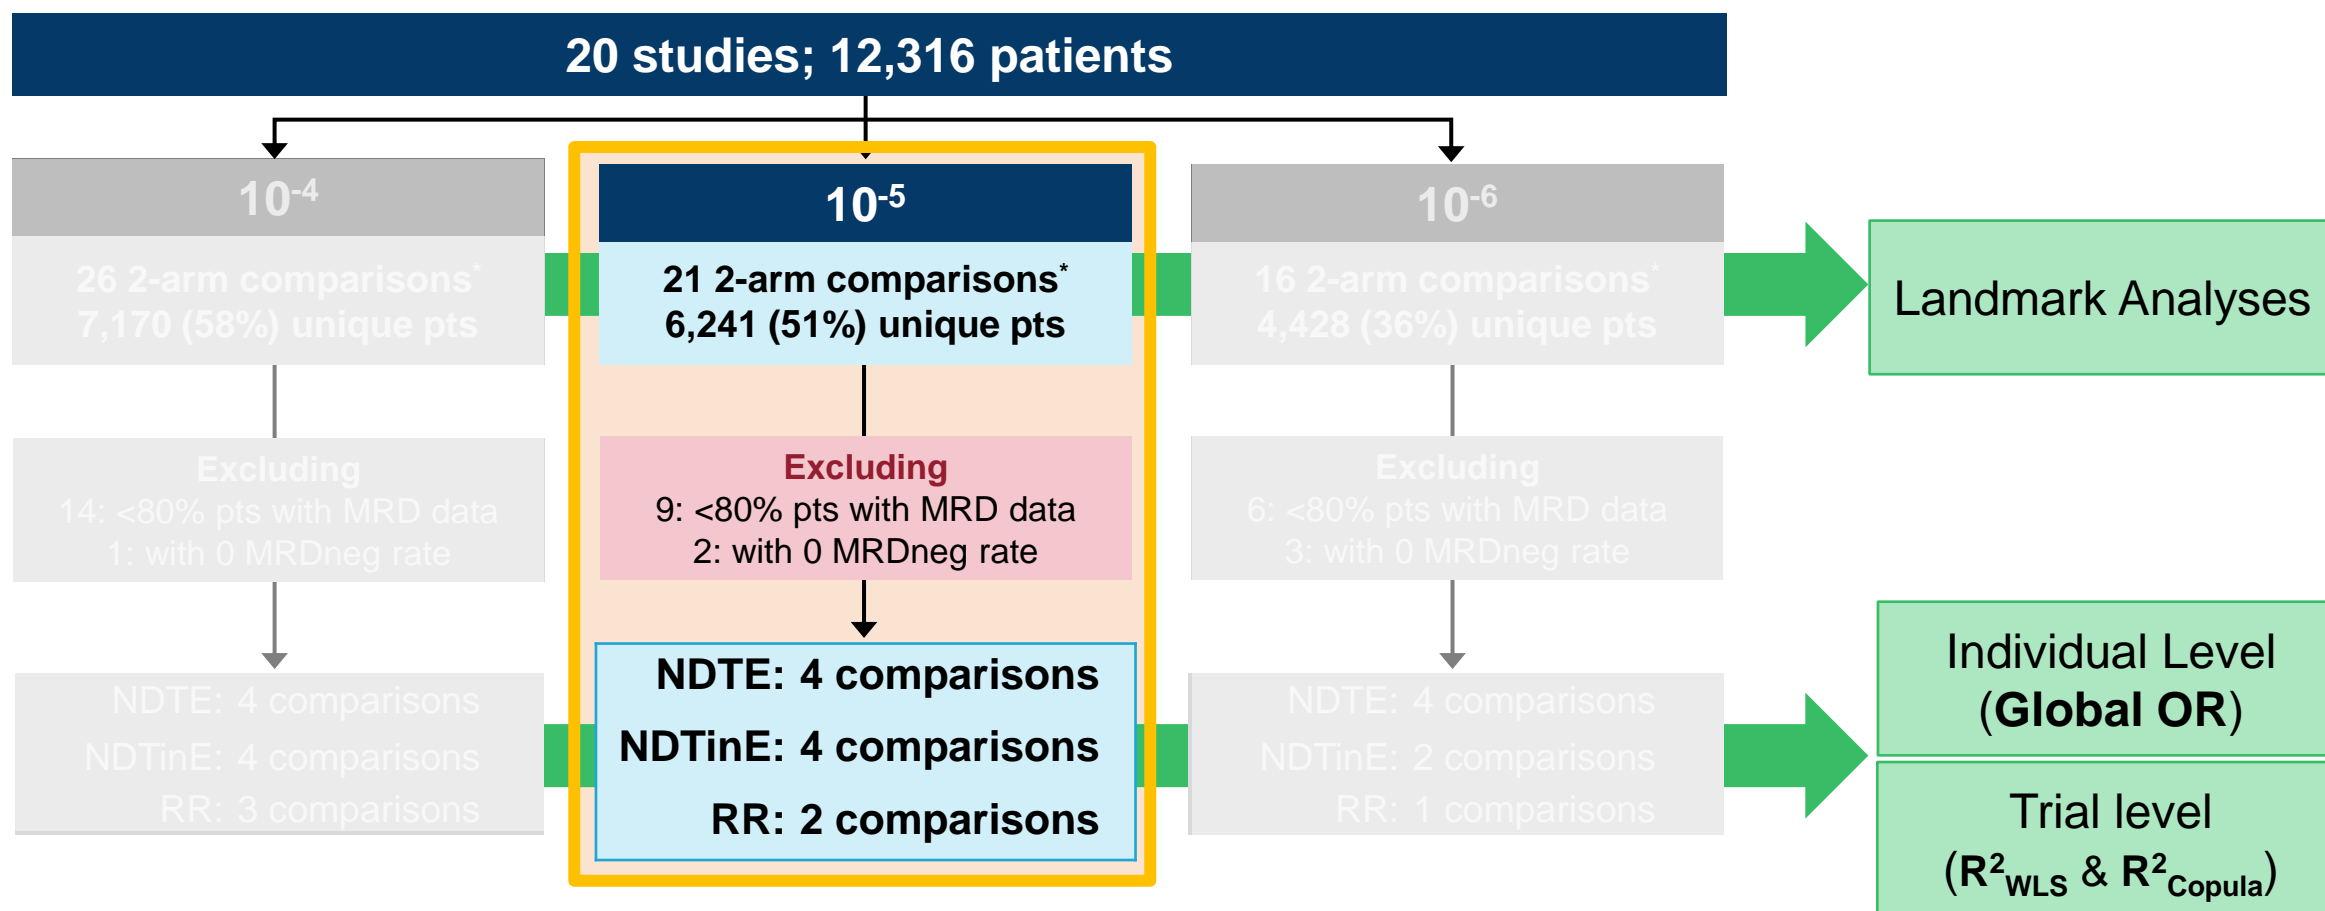 20 studies; 12,316 patients
10-4
26 2-arm comparisons*
7,170 (58%) unique pts
Excluding
14: <80% pts with MRD data
1: with 0 MRDneg rate
NDTE: 4 comparisons
NDTinE: 4 comparisons
RR: 3 comparisons
10-5
21 2-arm comparisons*
6,241 (51%) unique pts
Excluding
9: <80% pts with MRD data
2: with 0 MRDneg rate
NDTE: 4 comparisons
NDTinE: 4 comparisons
RR: 2 comparisons
10-6
16 2-arm comparisons*
4,428 (36%) unique pts
Excluding
6: <80% pts with MRD data
3: with 0 MRDneg rate
NDTE: 4 comparisons
NDTinE: 2 comparisons
RR: 1 comparisons
Landmark Analyses
Individual Level
(Global OR)
Trial level
(R2WLS & R2Copula)